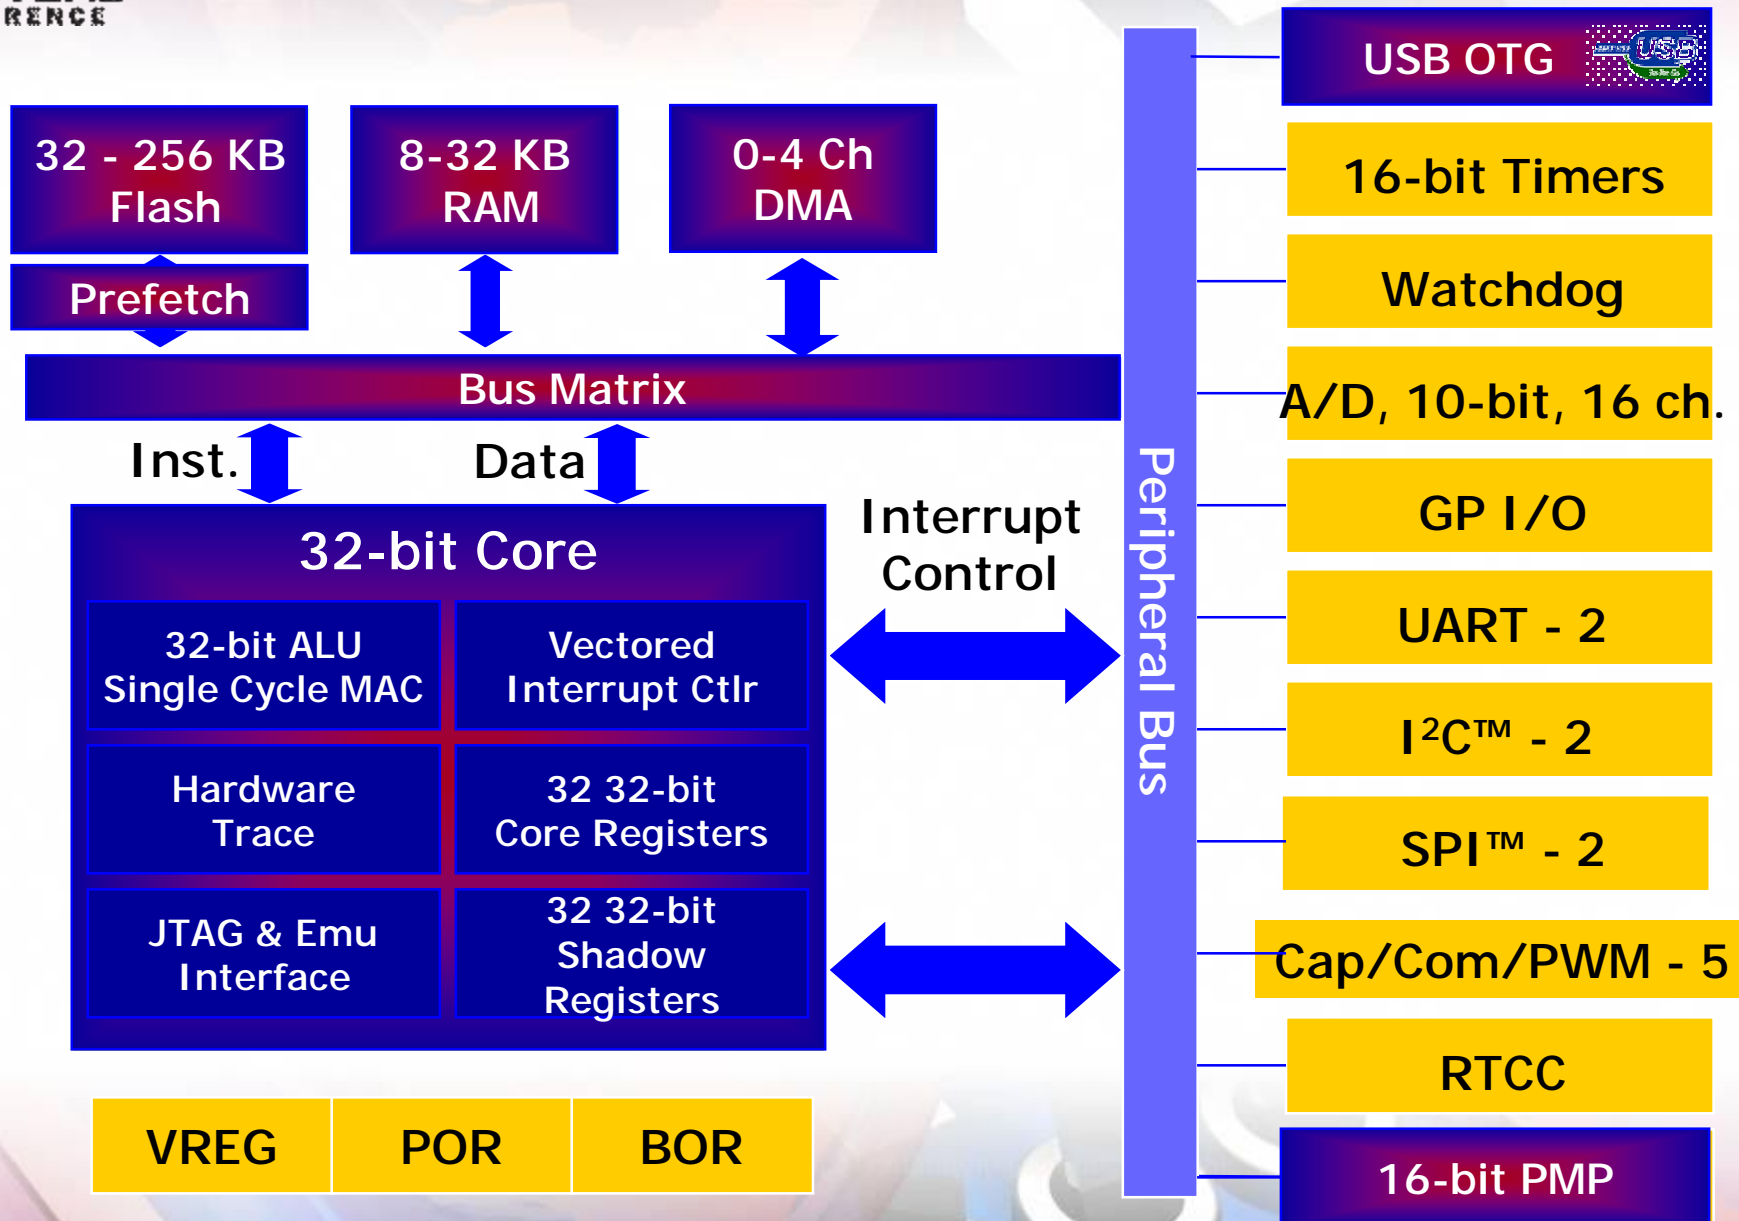 RENCE
USB OTG
USB
32 - 256 KB
Flash
8-32 KB
RAM
0-4 Ch
DMA
Prefetch
Bus Matrix
Inst.
Data
32-bit Core
32-bit ALU
Single Cycle MAC
Vectored
Interrupt Ctlr
Hardware
Trace
32 32-bit
Core Registers
JTAG & Emu
Interface
32 32-bit
Shadow
Registers
Interrupt
Control
VREG
POR
BOR
Peripheral Bus
16-bit Timers
Watchdog
A/D, 10-bit, 16 ch.
GP I/O
UART - 2
I²C™ - 2
SPI™ - 2
Cap/Com/PWM - 5
RTCC
16-bit PMP